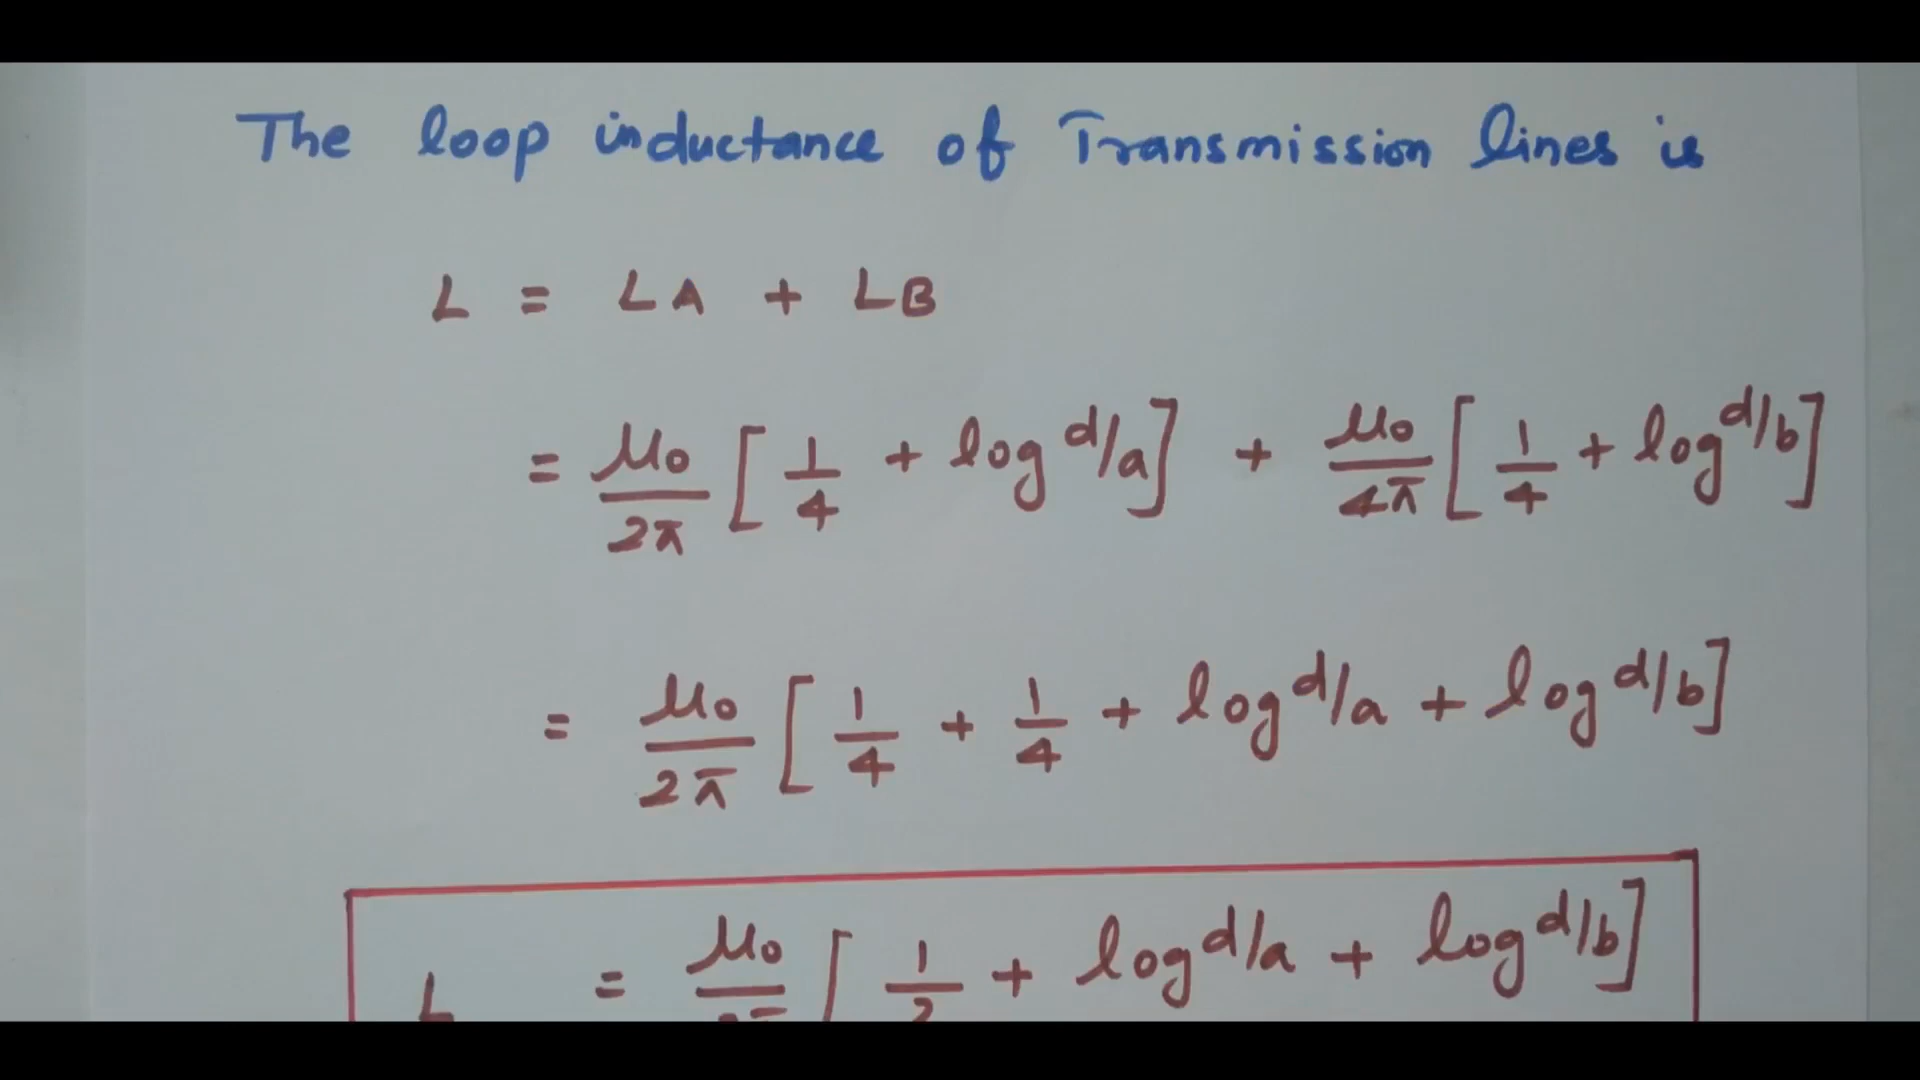 The loop inductance of Transmission lines is
L = LA + LB
= μ0/2π [ 1/4 + log d/a ] + μ0/4π [ 1/4 + log d/b ]
= μ0/2π [ 1/4 + 1/4 + log d/a + log d/b ]
L = μ0/2π [ 1/2 + log d/a + log d/b ]